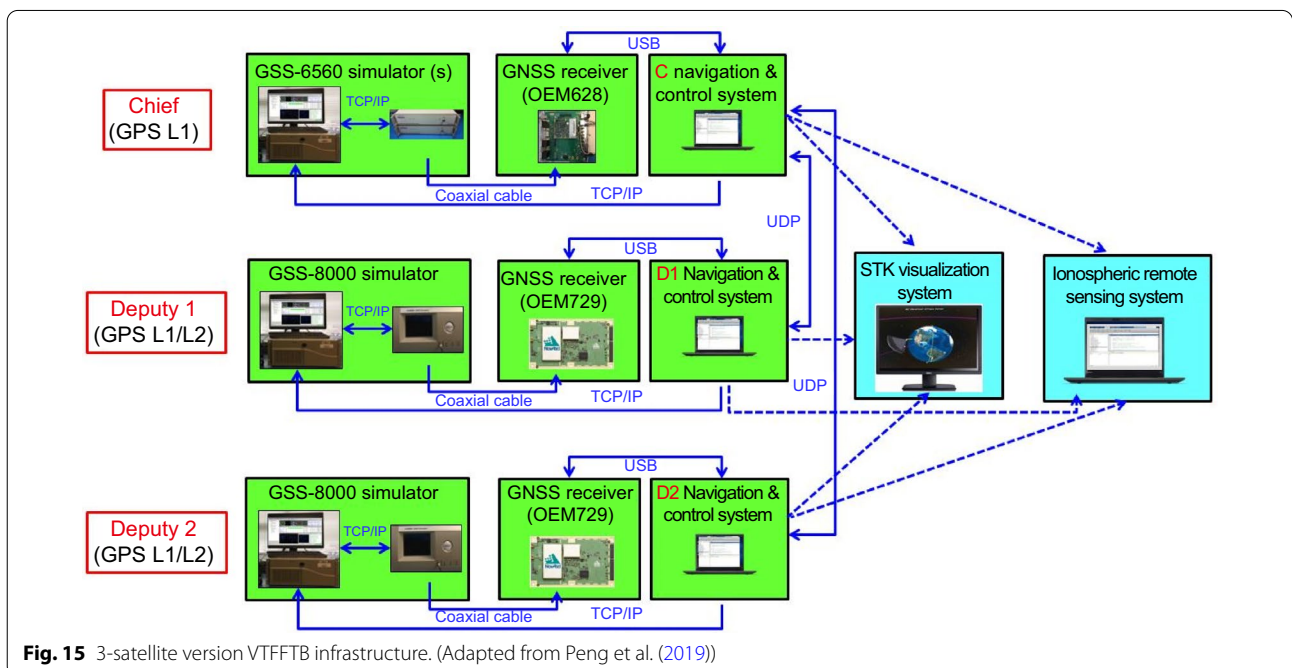 Chief
(GPS L1)
GSS-6560 simulator (s)
TCP/IP
GNSS receiver
(OEM628)
USB
C navigation &
control system
Coaxial cable
TCP/IP
UDP
Deputy 1
(GPS L1/L2)
GSS-8000 simulator
TCP/IP
GNSS receiver
(OEM729)
USB
D1 Navigation &
control system
Coaxial cable
TCP/IP
UDP
STK visualization
system
Ionospheric remote
sensing system
Deputy 2
(GPS L1/L2)
GSS-8000 simulator
TCP/IP
GNSS receiver
(OEM729)
USB
D2 Navigation &
control system
Coaxial cable
TCP/IP
Fig. 15 3-satellite version VTFFTB infrastructure. (Adapted from Peng et al. (2019))